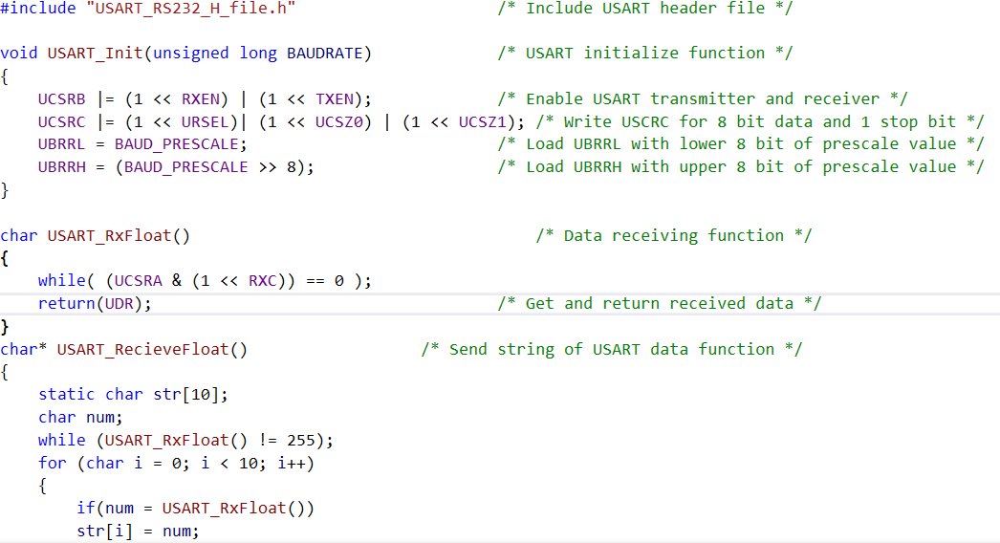 #include "USART_RS232_H_file.h" /* Include USART header file */
void USART_Init(unsigned long BAUDRATE) /* USART initialize function */
{
UCSRB |= (1 << RXEN) | (1 << TXEN); /* Enable USART transmitter and receiver */
UCSRC |= (1 << URSEL)| (1 << UCSZ0) | (1 << UCSZ1); /* Write USCRC for 8 bit data and 1 stop bit */
UBRRL = BAUD_PRESCALE; /* Load UBRRL with lower 8 bit of prescale value */
UBRRH = (BAUD_PRESCALE >> 8); /* Load UBRRH with upper 8 bit of prescale value */
}
char USART_RxFloat() /* Data receiving function */
{
while( (UCSRA & (1 << RXC)) == 0 );
return(UDR); /* Get and return received data */
}
char* USART_RecieveFloat() /* Send string of USART data function */
{
static char str[10];
char num;
while (USART_RxFloat() != 255);
for (char i = 0; i < 10; i++)
{
if(num = USART_RxFloat())
str[i] = num;